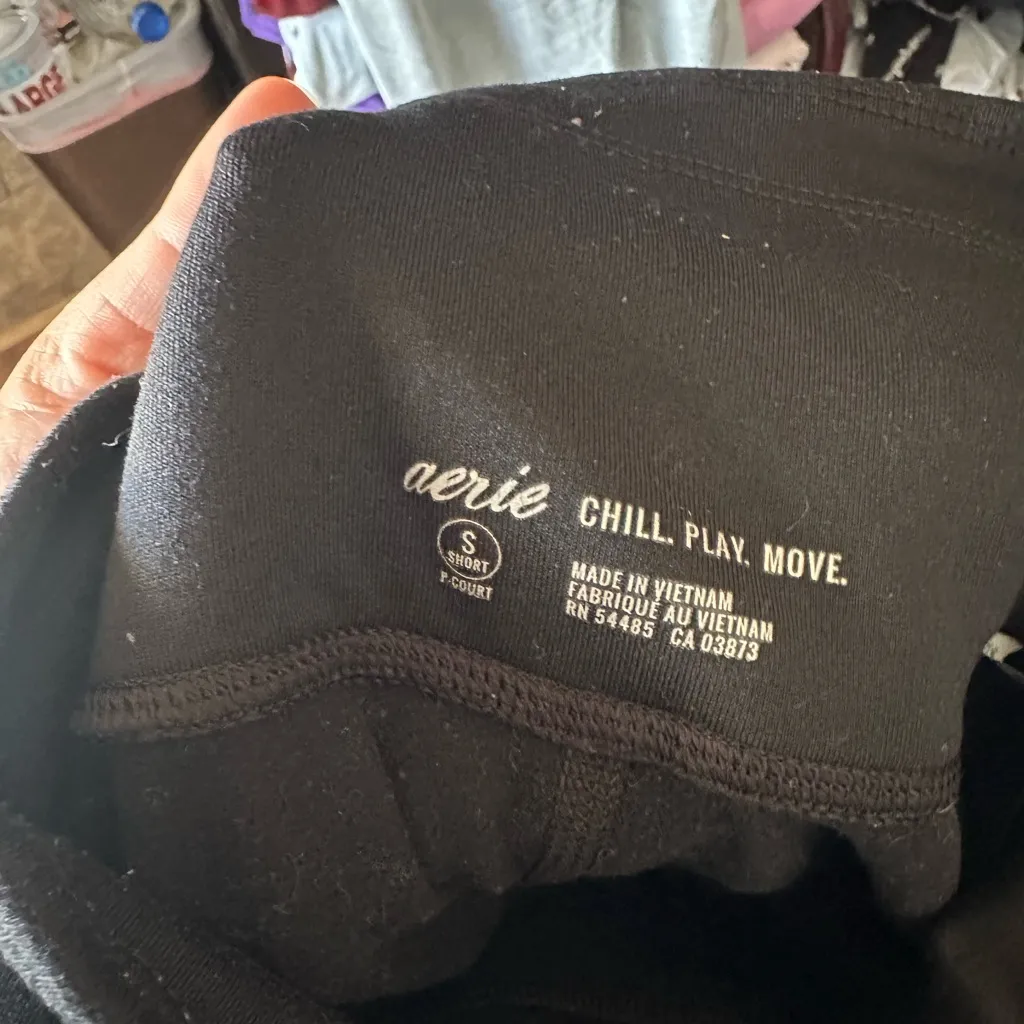 aerie CHILL. PLAY. MOVE.
S
SHORT
P.COURT
MADE IN VIETNAM
FABRIQUÉ AU VIETNAM
RN 54485 CA 03873